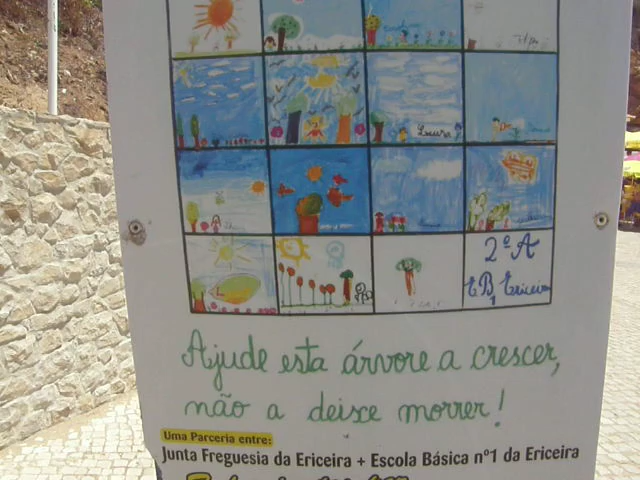 Laura
2º A
EB1 Ericeira
Ajude esta árvore a crescer,
não a deixe morrer!
Uma Parceria entre:
Junta Freguesia da Ericeira + Escola Básica nº1 da Ericeira